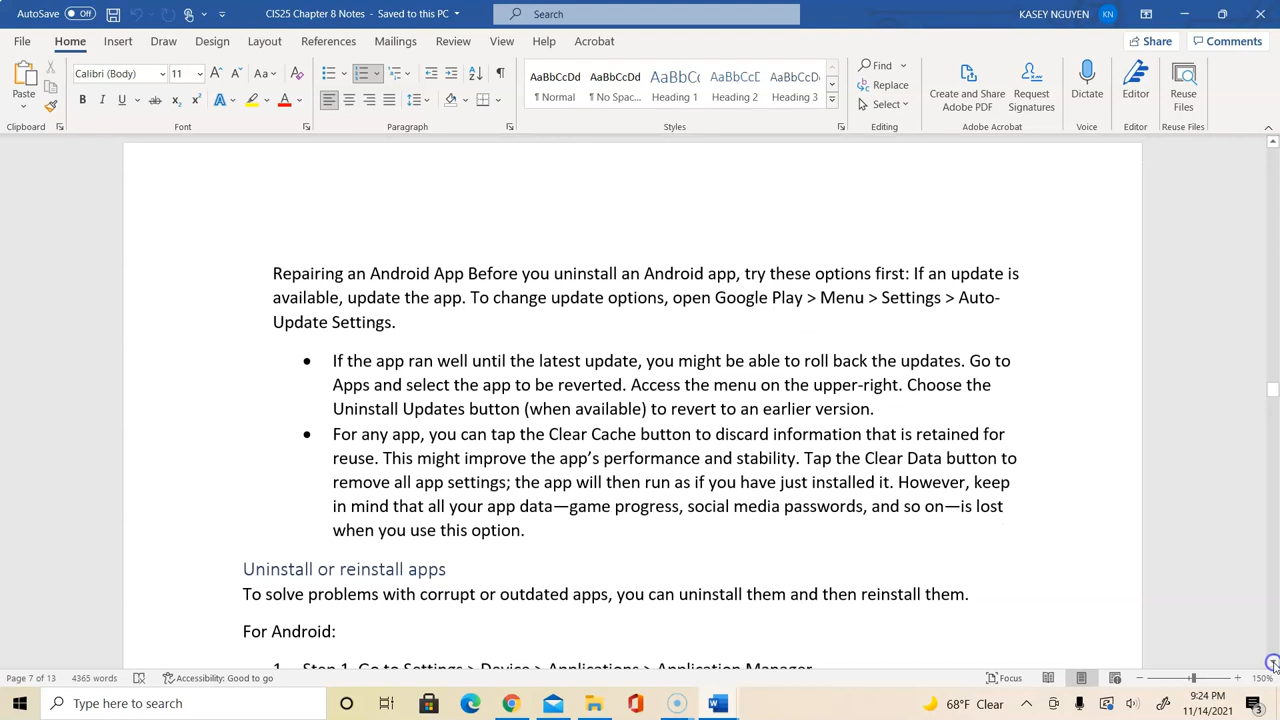 AutoSave Off CIS25 Chapter 8 Notes - Saved to this PC Search KASEY NGUYEN KN
File Home Insert Draw Design Layout References Mailings Review View Help Acrobat Share Comments
Paste Calibri (Body) 11 AaBbCcDd AaBbCcDd AaBbCc AaBbCcD AaBbCcD Find Replace Select
¶ Normal ¶ No Spac... Heading 1 Heading 2 Heading 3 Create and Share Adobe PDF Request Signatures Dictate Editor Reuse Files
Clipboard Font Paragraph Styles Editing Adobe Acrobat Voice Editor Reuse Files
Repairing an Android App Before you uninstall an Android app, try these options first: If an update is
available, update the app. To change update options, open Google Play > Menu > Settings > Auto-
Update Settings.
• If the app ran well until the latest update, you might be able to roll back the updates. Go to
Apps and select the app to be reverted. Access the menu on the upper-right. Choose the
Uninstall Updates button (when available) to revert to an earlier version.
• For any app, you can tap the Clear Cache button to discard information that is retained for
reuse. This might improve the app’s performance and stability. Tap the Clear Data button to
remove all app settings; the app will then run as if you have just installed it. However, keep
in mind that all your app data—game progress, social media passwords, and so on—is lost
when you use this option.
Uninstall or reinstall apps
To solve problems with corrupt or outdated apps, you can uninstall them and then reinstall them.
For Android:
1. Step 1. Go to Settings > Device > Applications > Application Manager
Page 7 of 13 4365 words Accessibility: Good to go Focus 150%
Type here to search 68°F Clear 9:24 PM
11/14/2021 3